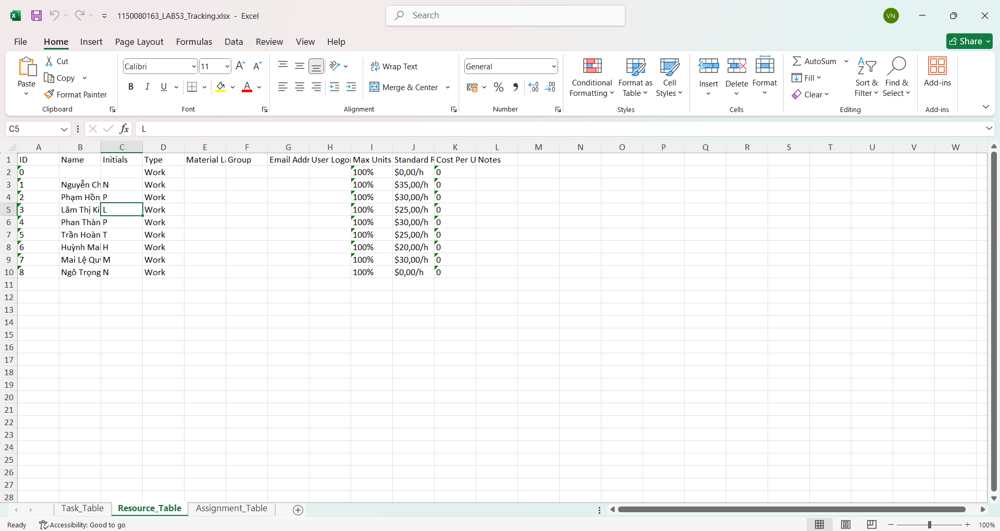 1150080163_LAB53_Tracking.xlsx - Excel
Search
VN
File Home Insert Page Layout Formulas Data Review View Help
Share
Paste
Cut
Copy
Format Painter
Clipboard
Calibri 11
B I U
Font
Wrap Text
Merge & Center
Alignment
General
Number
Conditional Formatting
Format as Table
Cell Styles
Styles
Insert Delete Format
Cells
AutoSum
Fill
Clear
Sort & Filter
Find & Select
Editing
Add-ins
Add-ins
C5 fx L
A B C D E F G H I J K L M N O P Q R S T U V W
1 ID Name Initials Type Material La Group Email Addr User Logo Max Units Standard R Cost Per U Notes
2 0 Work 100% $0,00/h 0
3 1 Nguyễn Ch N Work 100% $35,00/h 0
4 2 Phạm Hồn P Work 100% $30,00/h 0
5 3 Lâm Thị Ki L Work 100% $25,00/h 0
6 4 Phan Thàn P Work 100% $30,00/h 0
7 5 Trần Hoàn T Work 100% $25,00/h 0
8 6 Huỳnh Mai H Work 100% $20,00/h 0
9 7 Mai Lệ Qu M Work 100% $30,00/h 0
10 8 Ngô Trọng N Work 100% $0,00/h 0
11
12
13
14
15
16
17
18
19
20
21
22
23
24
25
26
27
28
Task_Table Resource_Table Assignment_Table
Ready Accessibility: Good to go 100%